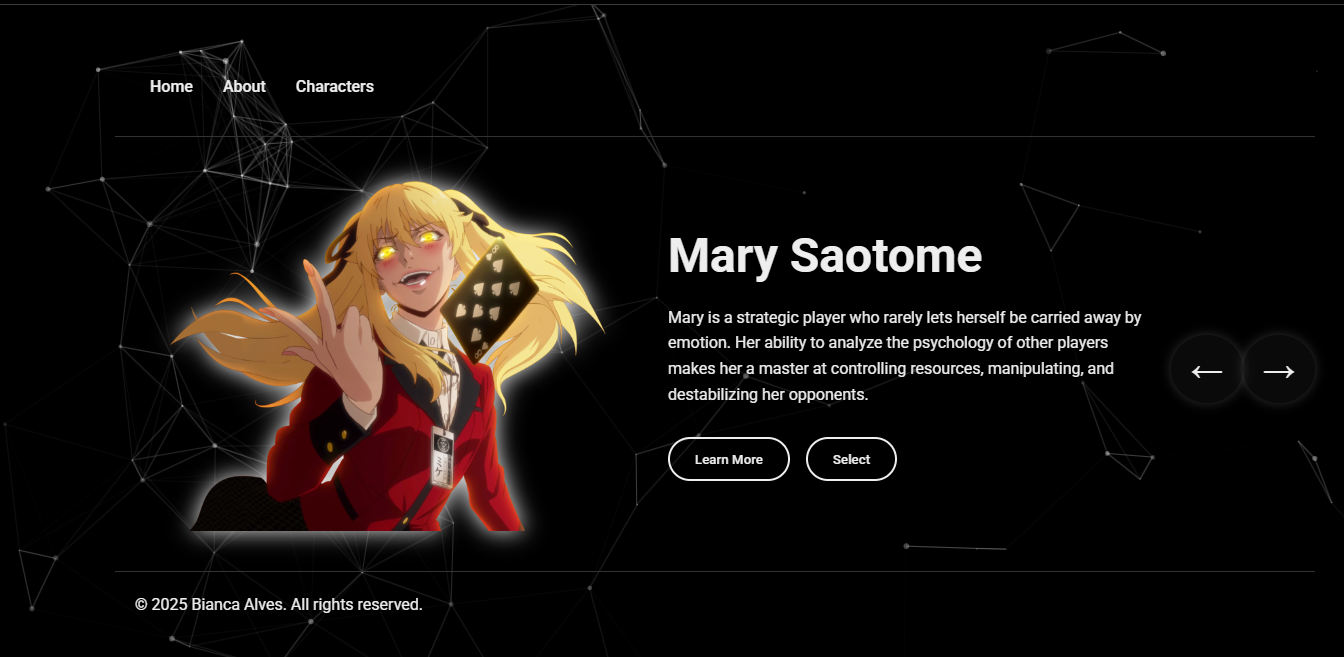 Home About Characters
Mary Saotome
Mary is a strategic player who rarely lets herself be carried away by
emotion. Her ability to analyze the psychology of other players
makes her a master at controlling resources, manipulating, and
destabilizing her opponents.
Learn More Select
© 2025 Bianca Alves. All rights reserved.